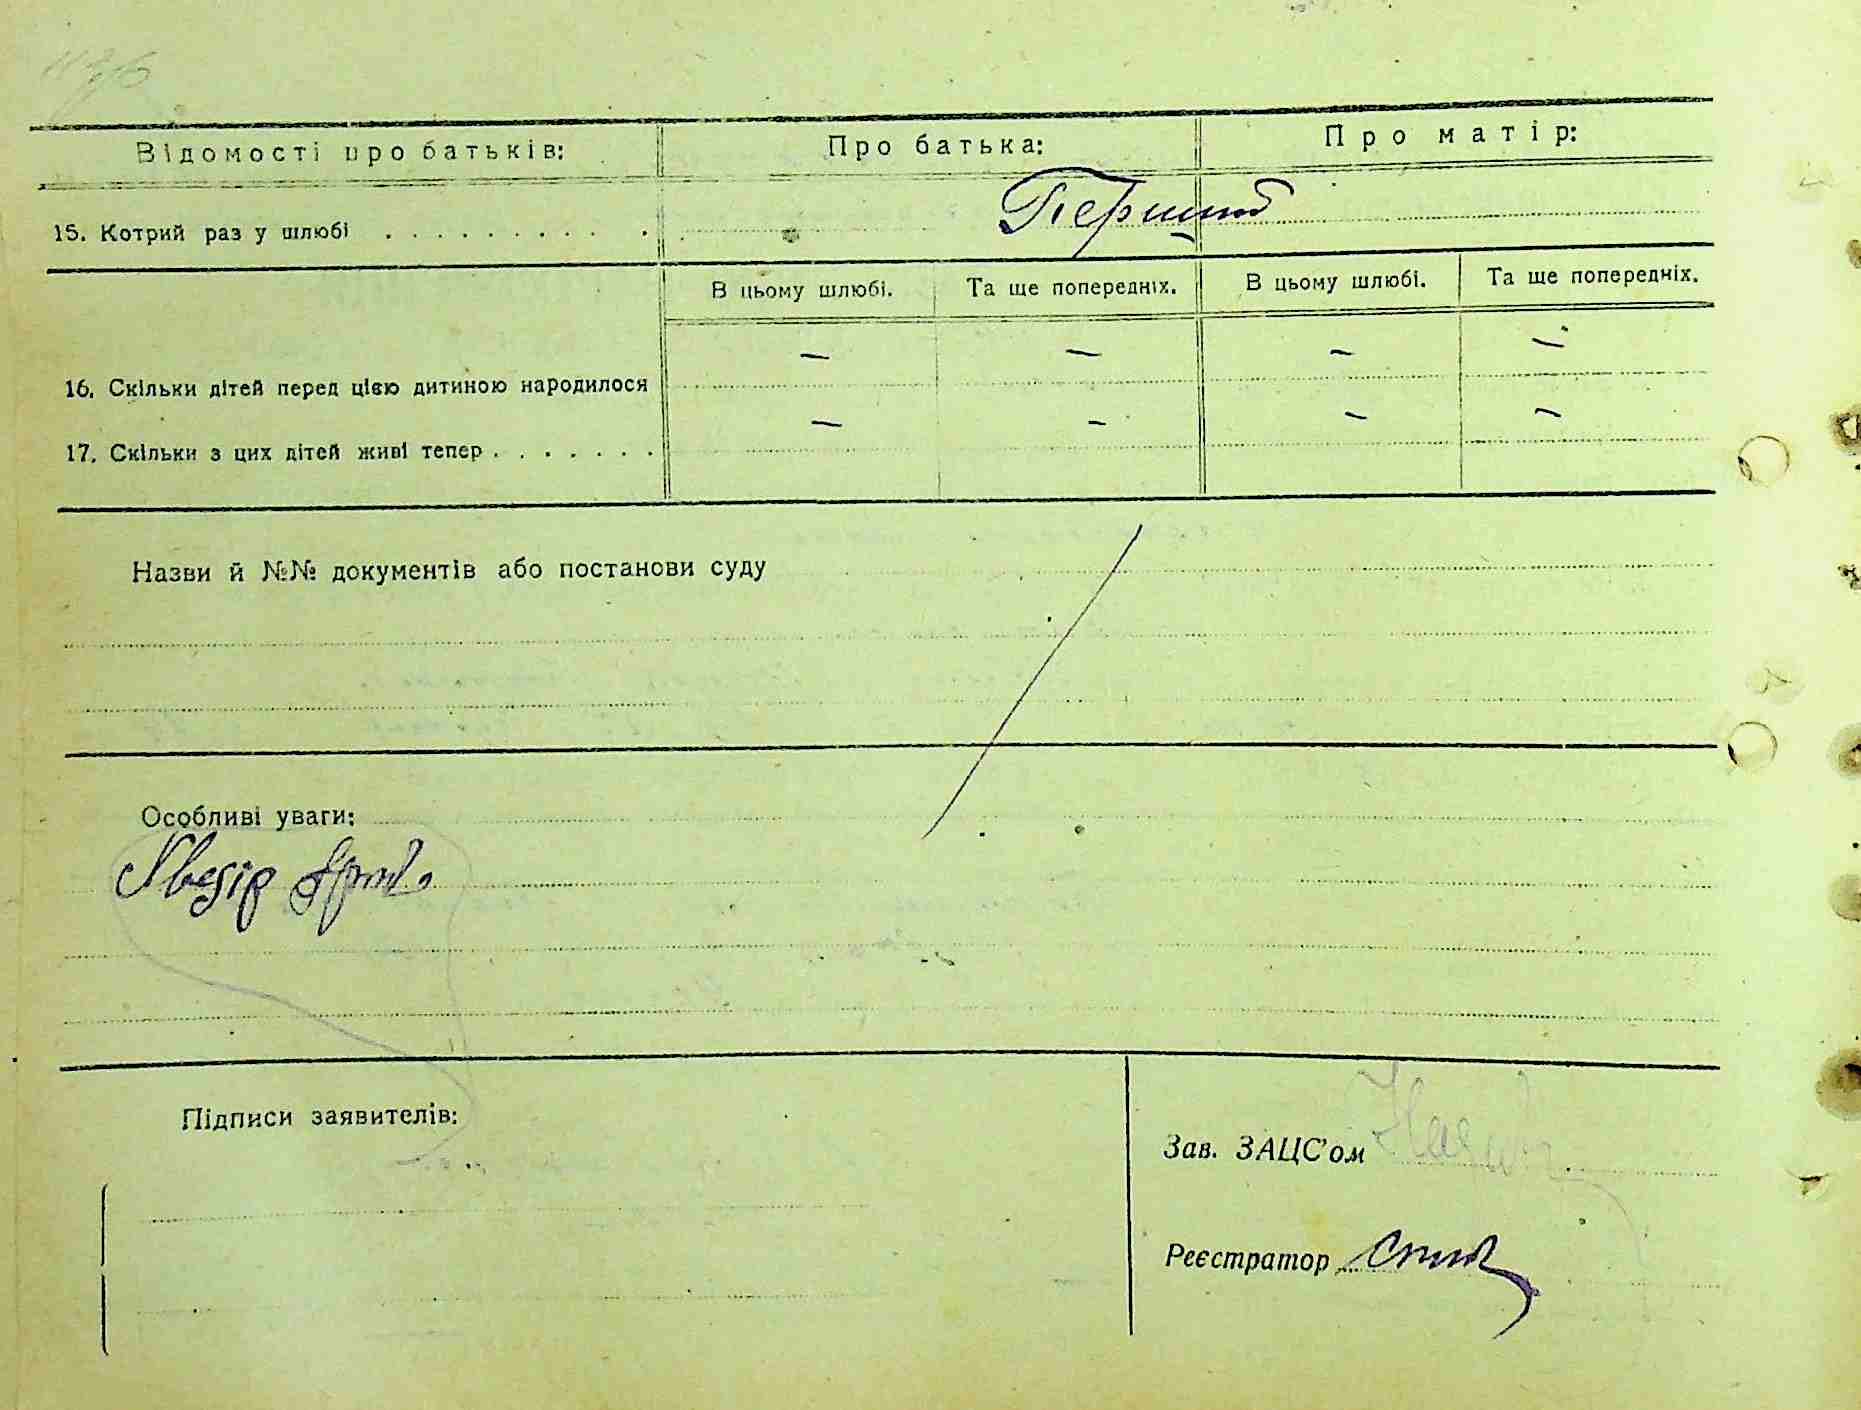 Відомості про батьків: Про батька: Про матір:
15. Котрий раз у шлюбі . . . . . . . . . . . Перший
В цьому шлюбі. Та ще попередніх. В цьому шлюбі. Та ще попередніх.
— — — —
16. Скільки дітей перед цією дитиною народилося
— — — —
17. Скільки з цих дітей живі тепер . . . . . . .
Назви й №№ документів або постанови суду
Особливі уваги:
Підписи заявителів:
Зав. ЗАЦС'ом
Реєстратор